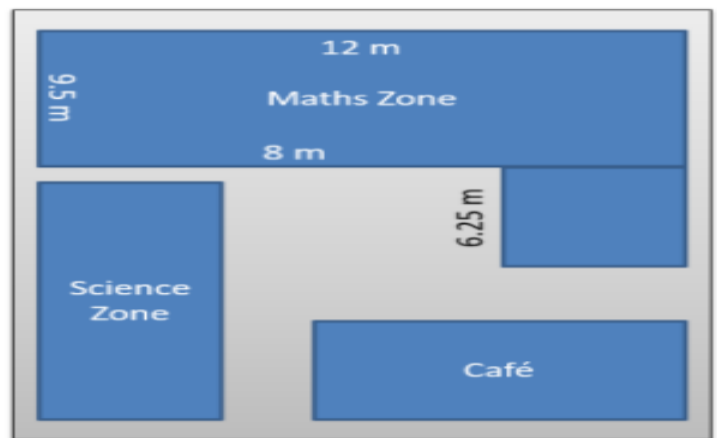 12 m
9.5 m
Maths Zone
8 m
6.25 m
Science
Zone
Café